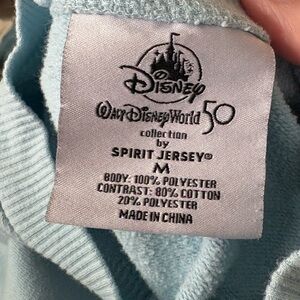 Disney
Walt Disney World 50
collection
by
SPIRIT JERSEY®
M
BODY: 100% POLYESTER
CONTRAST: 80% COTTON
20% POLYESTER
MADE IN CHINA